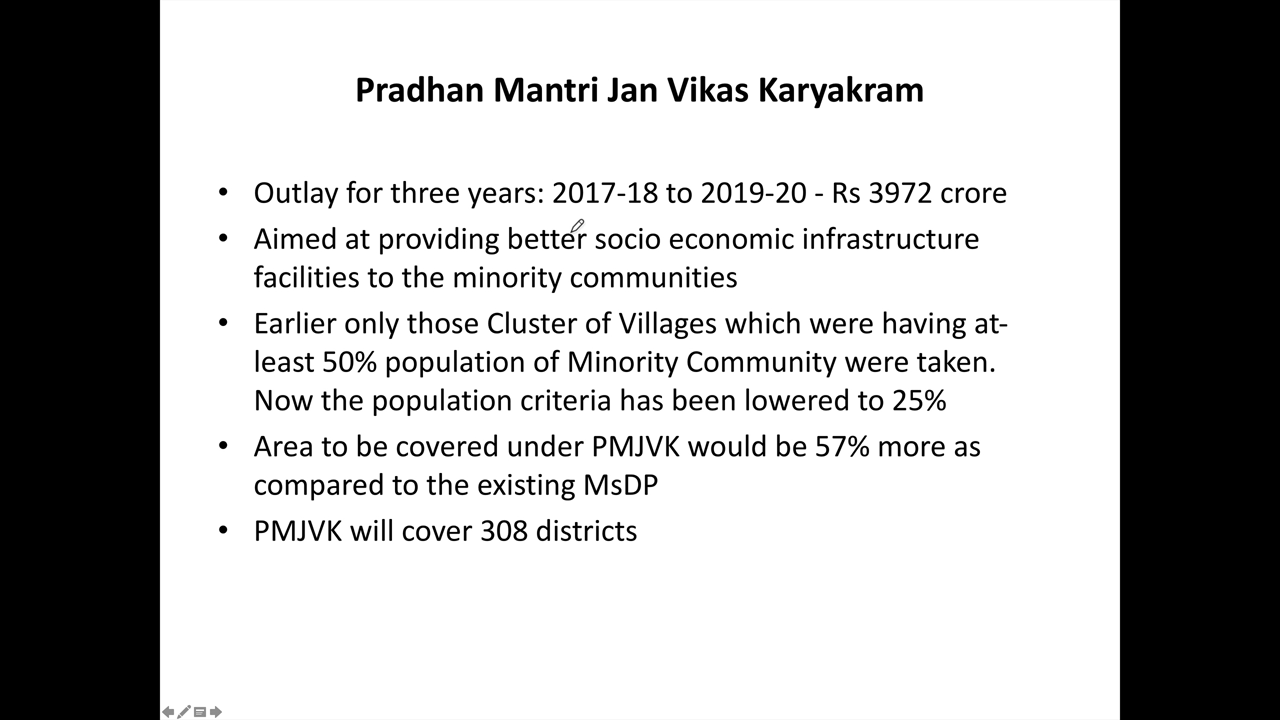 Pradhan Mantri Jan Vikas Karyakram
• Outlay for three years: 2017-18 to 2019-20 - Rs 3972 crore
• Aimed at providing better socio economic infrastructure
facilities to the minority communities
• Earlier only those Cluster of Villages which were having at-
least 50% population of Minority Community were taken.
Now the population criteria has been lowered to 25%
• Area to be covered under PMJVK would be 57% more as
compared to the existing MsDP
• PMJVK will cover 308 districts